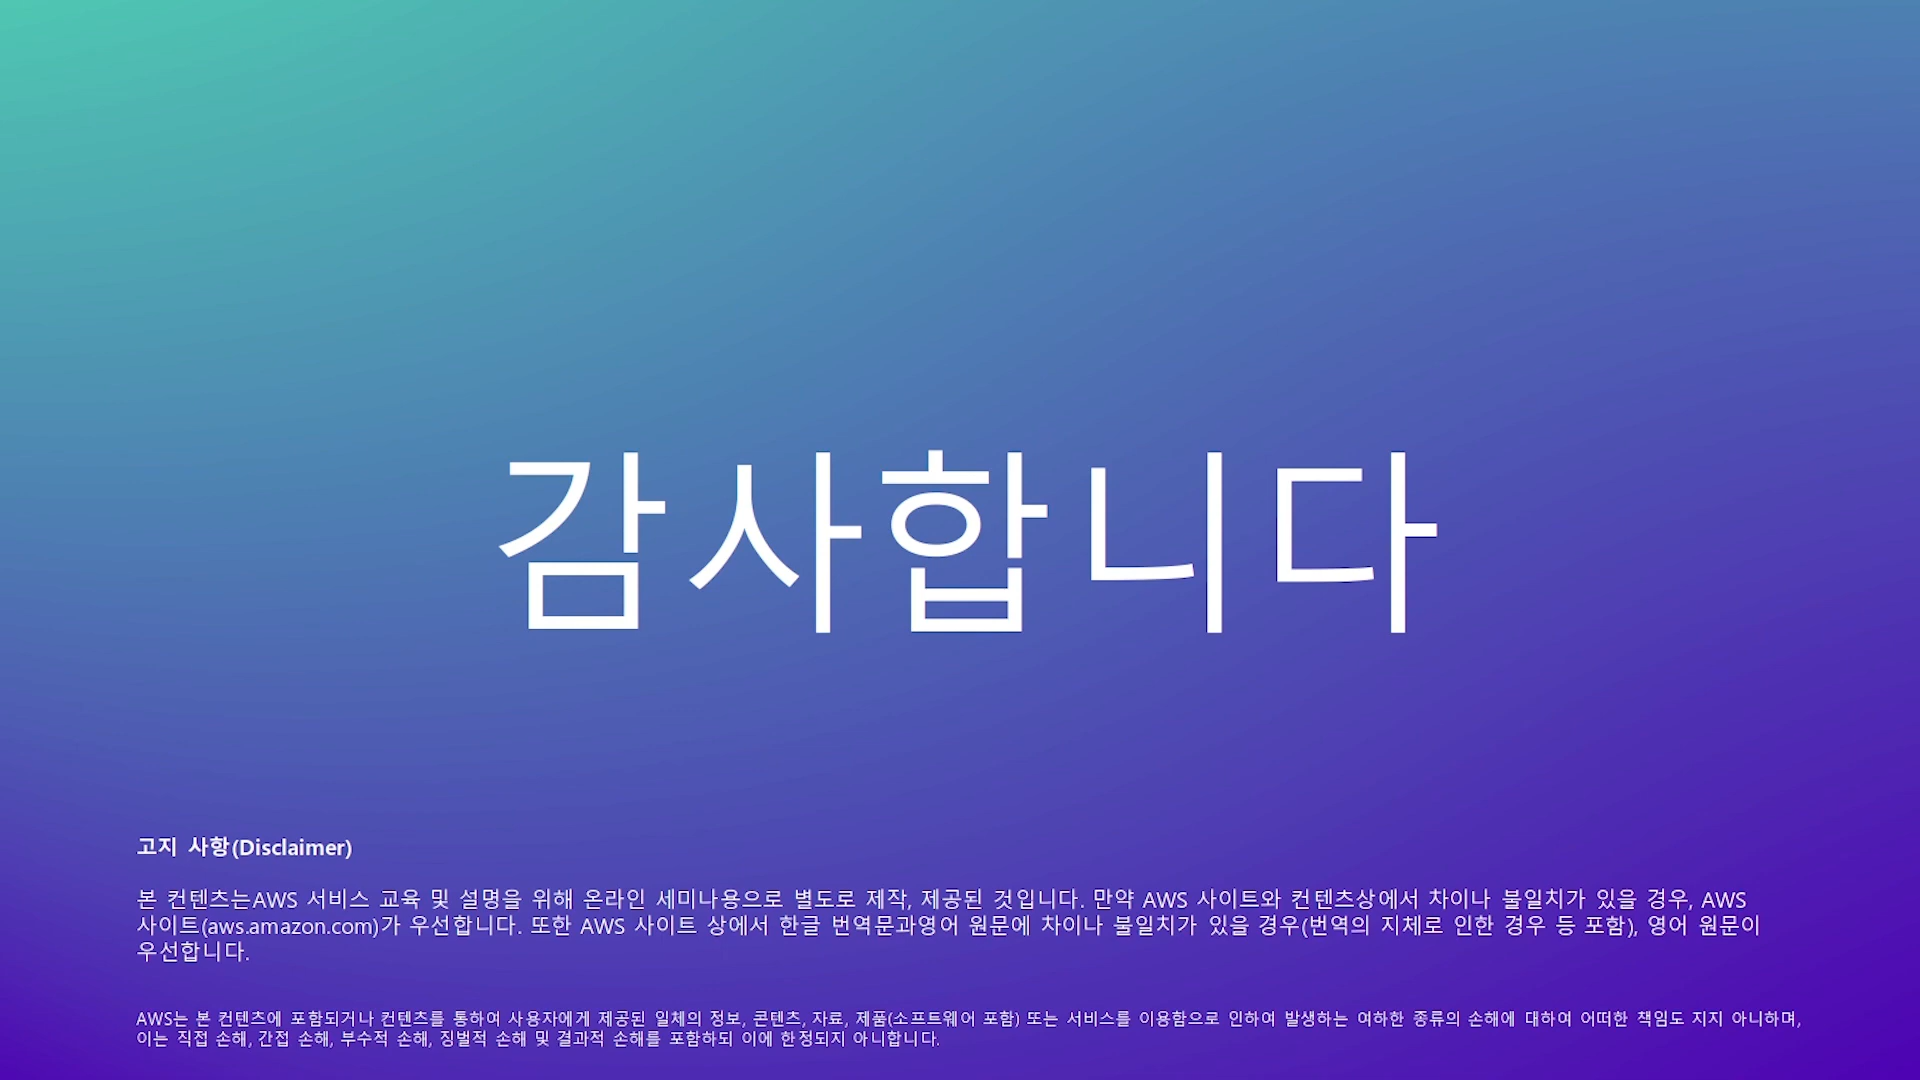 감사합니다
고지 사항(Disclaimer)
본 컨텐츠는AWS 서비스 교육 및 설명을 위해 온라인 세미나용으로 별도로 제작, 제공된 것입니다. 만약 AWS 사이트와 컨텐츠상에서 차이나 불일치가 있을 경우, AWS
사이트(aws.amazon.com)가 우선합니다. 또한 AWS 사이트 상에서 한글 번역문과영어 원문에 차이나 불일치가 있을 경우(번역의 지체로 인한 경우 등 포함), 영어 원문이
우선합니다.
AWS는 본 컨텐츠에 포함되거나 컨텐츠를 통하여 사용자에게 제공된 일체의 정보, 콘텐츠, 자료, 제품(소프트웨어 포함) 또는 서비스를 이용함으로 인하여 발생하는 여하한 종류의 손해에 대하여 어떠한 책임도 지지 아니하며,
이는 직접 손해, 간접 손해, 부수적 손해, 징벌적 손해 및 결과적 손해를 포함하되 이에 한정되지 아니합니다.